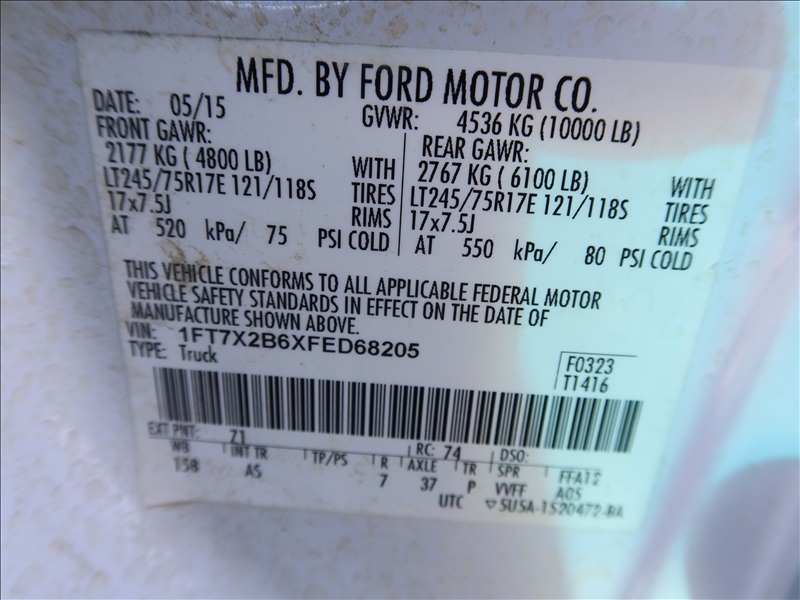 MFD. BY FORD MOTOR CO.
DATE: 05/15 GVWR: 4536 KG (10000 LB)
FRONT GAWR: REAR GAWR:
2177 KG ( 4800 LB) WITH 2767 KG ( 6100 LB) WITH
LT245/75R17E 121/118S TIRES LT245/75R17E 121/118S TIRES
17x7.5J RIMS 17x7.5J RIMS
AT 520 kPa/ 75 PSI COLD AT 550 kPa/ 80 PSI COLD
THIS VEHICLE CONFORMS TO ALL APPLICABLE FEDERAL MOTOR
VEHICLE SAFETY STANDARDS IN EFFECT ON THE DATE OF
MANUFACTURE SHOWN ABOVE.
VIN: 1FT7X2B6XFED68205
TYPE: Truck
F0323
T1416
EXT PNT: Z1 RC: 74 DSO:
WB INT TR TP/PS R AXLE TR SPR FFA12
158 AS 7 37 P VVFF AOS
UTC ▽5USA-1520472-BA